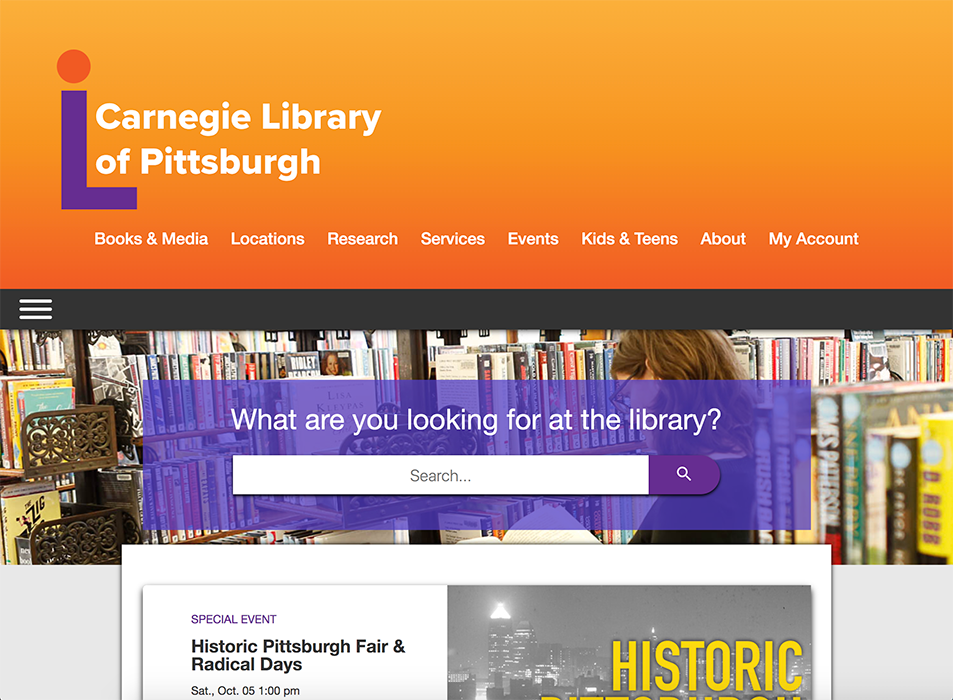 Carnegie Library
of Pittsburgh
Books & Media Locations Research Services Events Kids & Teens About My Account
What are you looking for at the library?
Search...
SPECIAL EVENT
Historic Pittsburgh Fair &
Radical Days
Sat., Oct. 05 1:00 pm
HISTORIC